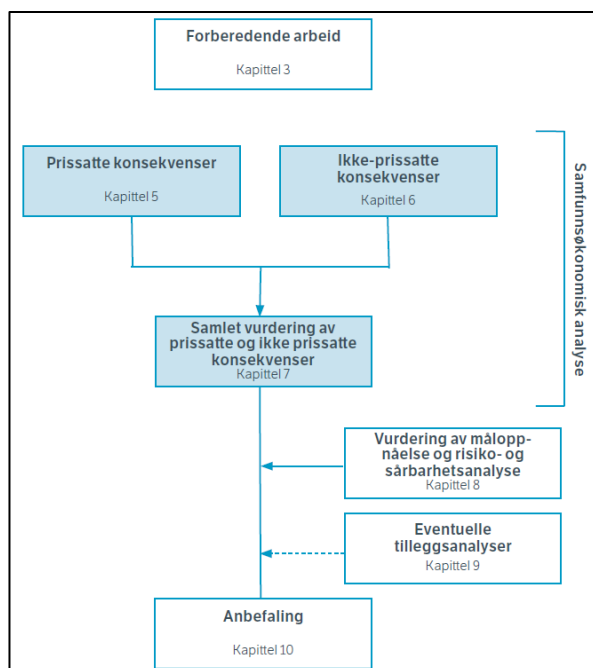 Forberedende arbeid
Kapittel 3
Prissatte konsekvenser
Kapittel 5
Ikke-prissatte
konsekvenser
Kapittel 6
Samfunnsøkonomisk analyse
Samlet vurdering av
prissatte og ikke prissatte
konsekvenser
Kapittel 7
Vurdering av målopp-
nåelse og risiko- og
sårbarhetsanalyse
Kapittel 8
Eventuelle
tilleggsanalyser
Kapittel 9
Anbefaling
Kapittel 10